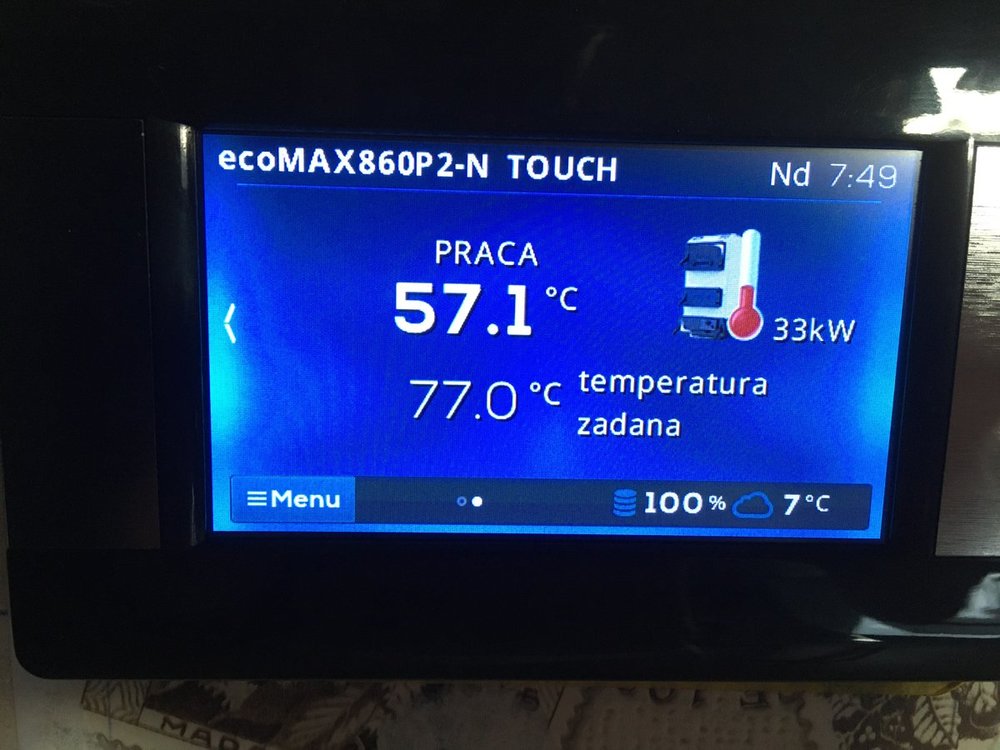 ecoMAX860P2-N TOUCH
Nd 7:49
PRACA
57.1 °C
33kW
77.0 °C temperatura
zadana
Menu
100 %
7 °C